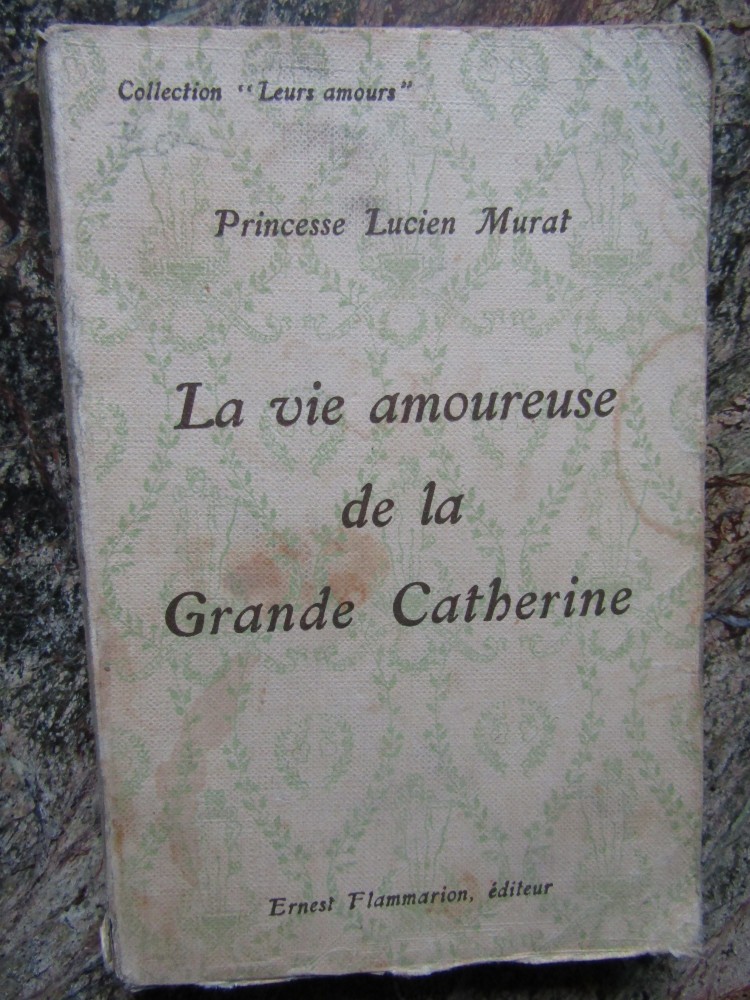 Collection "Leurs amours"
Princesse Lucien Murat
La vie amoureuse
de la
Grande Catherine
Ernest Flammarion, éditeur